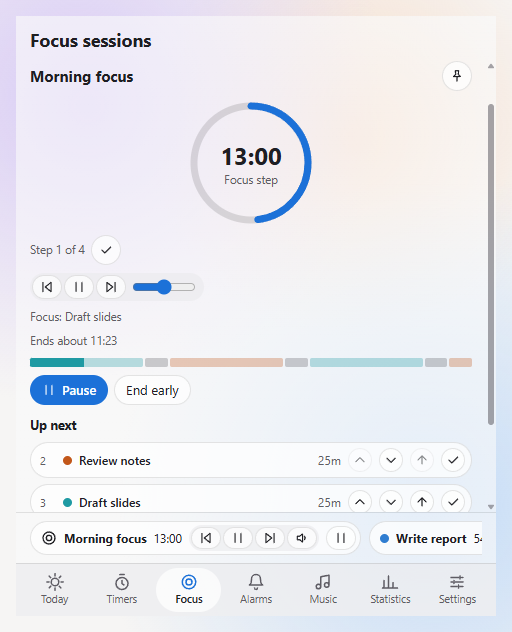 Focus sessions
Morning focus
13:00
Focus step
Step 1 of 4
Focus: Draft slides
Ends about 11:23
Pause
End early
Up next
2 Review notes 25m
3 Draft slides 25m
Morning focus 13:00
Write report
Today Timers Focus Alarms Music Statistics Settings